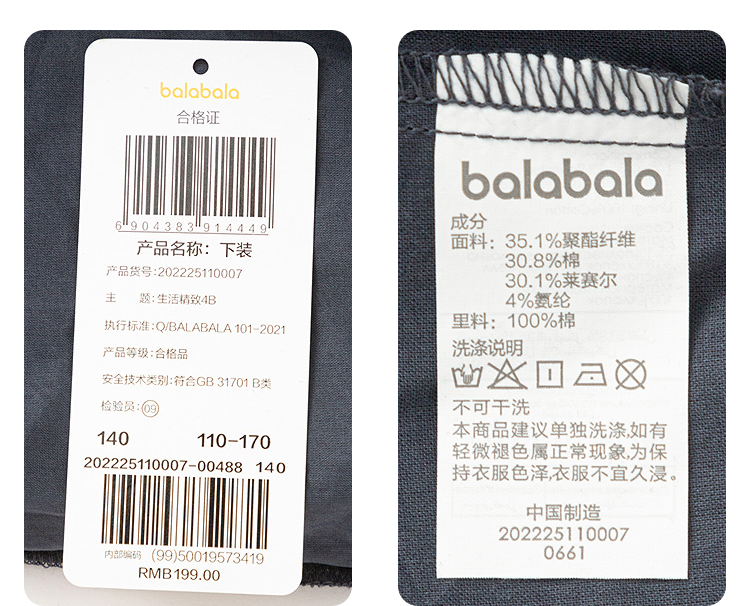 balabala
合格证
6 904383 914449
产品名称：下装
产品货号:202225110007
主 题:生活精致4B
执行标准:Q/BALABALA 101-2021
产品等级:合格品
安全技术类别:符合GB 31701 B类
检验员:09
140 110-170
202225110007-00488 140
内部编码 (99)50019573419
RMB199.00
balabala
成分
面料：35.1%聚酯纤维
30.8%棉
30.1%莱赛尔
4%氨纶
里料：100%棉
洗涤说明
不可干洗
本商品建议单独洗涤,如有
轻微褪色属正常现象,为保
持衣服色泽,衣服不宜久浸。
中国制造
202225110007
0661